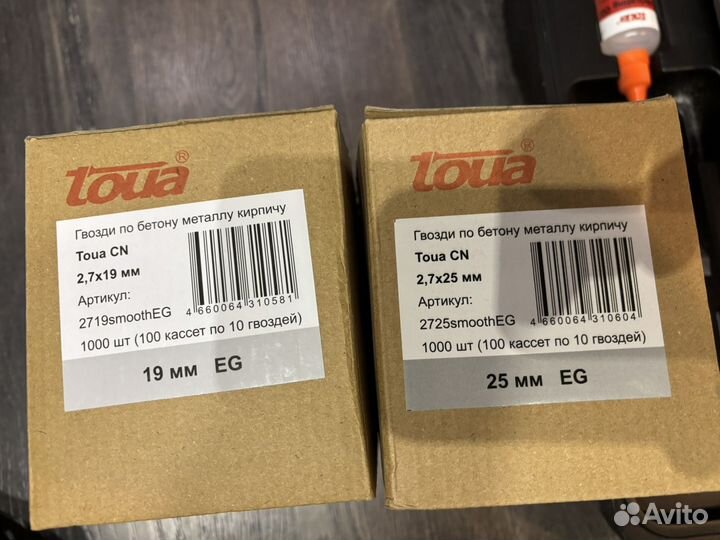 toua®
Гвозди по бетону металлу кирпичу
Toua CN
2,7х19 мм
Артикул:
2719smoothEG
4 660064 310581
1000 шт (100 кассет по 10 гвоздей)
19 мм EG
toua®
Гвозди по бетону металлу кирпичу
Toua CN
2,7х25 мм
Артикул:
2725smoothEG
4 660064 310604
1000 шт (100 кассет по 10 гвоздей)
25 мм EG
Avito